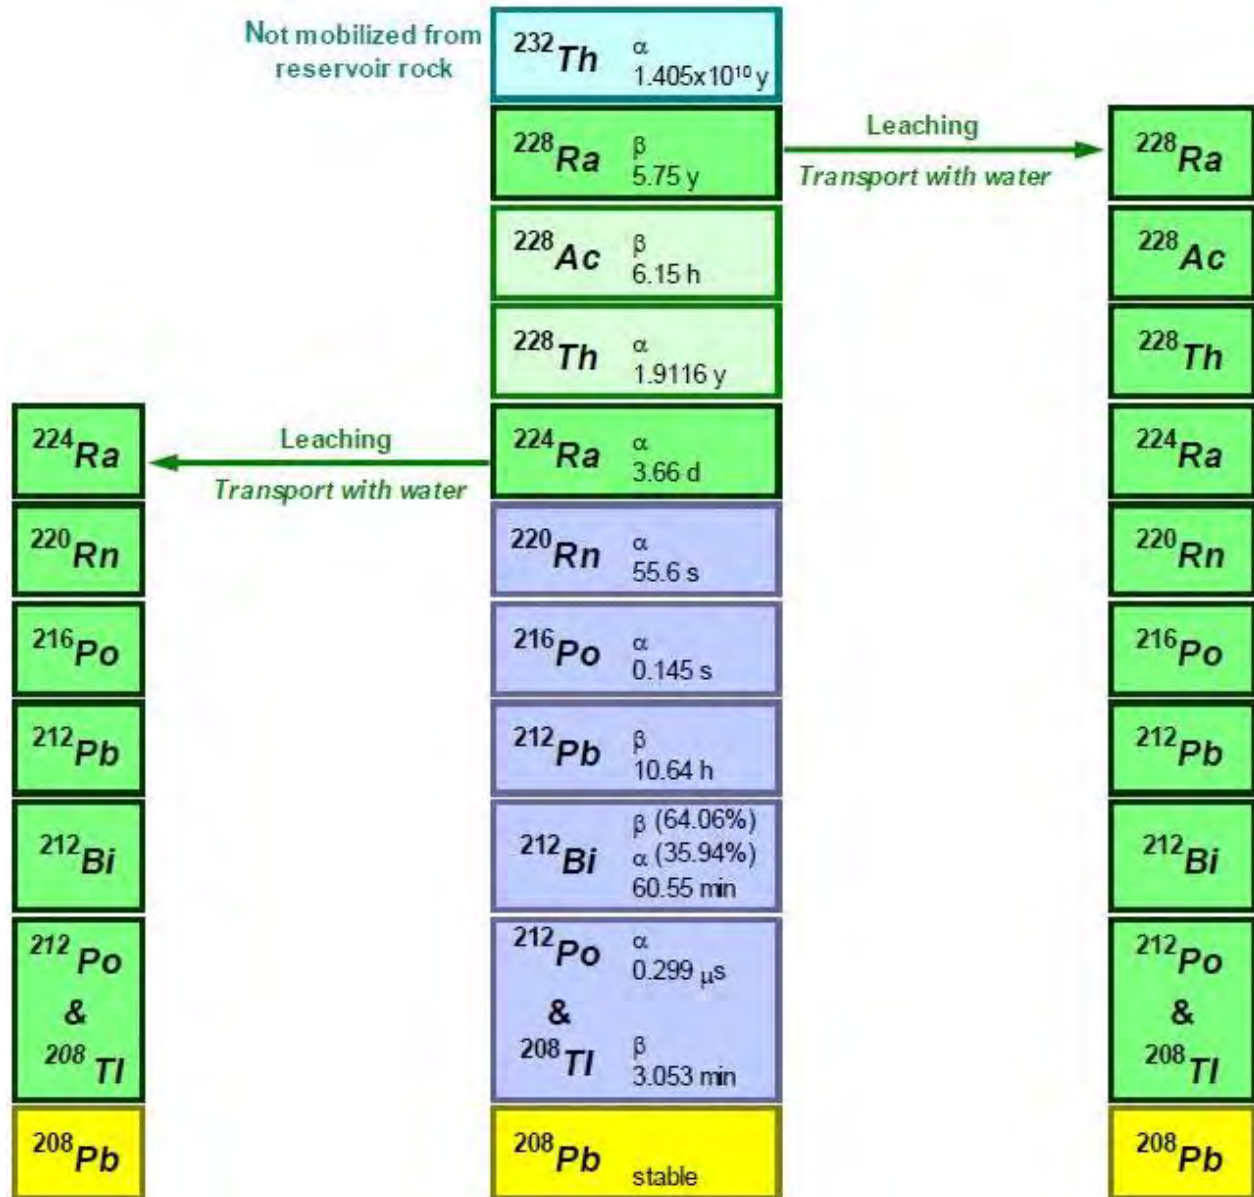 Not mobilized from
reservoir rock
²³²Th α
1.405x10¹⁰ y
²²⁸Ra β
5.75 y
Leaching
Transport with water
²²⁸Ra
²²⁸Ac β
6.15 h
²²⁸Ac
²²⁸Th α
1.9116 y
²²⁸Th
²²⁴Ra
Leaching
Transport with water
²²⁴Ra α
3.66 d
²²⁴Ra
²²⁰Rn
²²⁰Rn α
55.6 s
²²⁰Rn
²¹⁶Po
²¹⁶Po α
0.145 s
²¹⁶Po
²¹²Pb
²¹²Pb β
10.64 h
²¹²Pb
²¹²Bi
²¹²Bi β (64.06%)
α (35.94%)
60.55 min
²¹²Bi
²¹²Po
&
²⁰⁸Tl
²¹²Po α
0.299 μs
&
²⁰⁸Tl β
3.053 min
²¹²Po
&
²⁰⁸Tl
²⁰⁸Pb
²⁰⁸Pb stable
²⁰⁸Pb